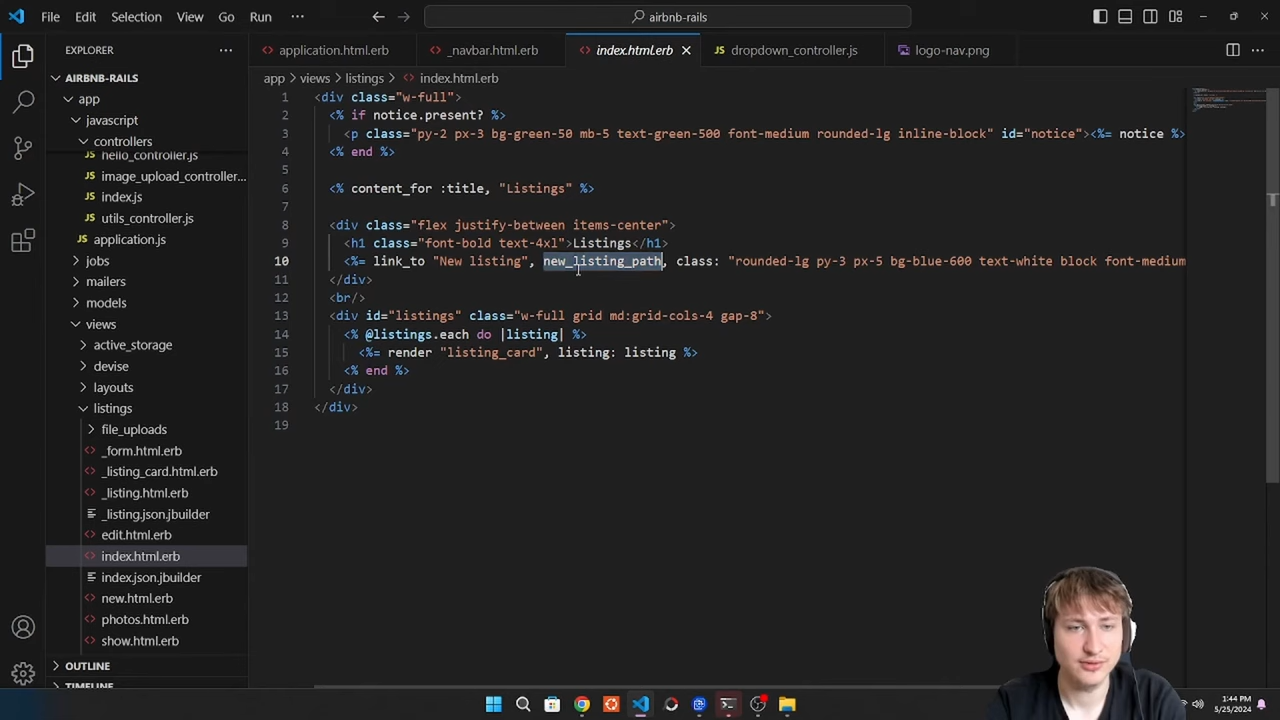 File Edit Selection View Go Run ··· airbnb-rails
EXPLORER ···
application.html.erb _navbar.html.erb index.html.erb dropdown_controller.js logo-nav.png ···
AIRBNB-RAILS
app > views > listings > index.html.erb
app
JS javascript
controllers
JS hello_controller.js
JS image_upload_controller...
JS index.js
JS utils_controller.js
JS application.js
jobs
mailers
models
views
active_storage
devise
layouts
listings
file_uploads
_form.html.erb
_listing_card.html.erb
_listing.html.erb
_listing.json.jbuilder
edit.html.erb
index.html.erb
index.json.jbuilder
new.html.erb
photos.html.erb
show.html.erb
OUTLINE
TIMELINE
1 <div class="w-full">
2 <% if notice.present? %>
3 <p class="py-2 px-3 bg-green-50 mb-5 text-green-500 font-medium rounded-lg inline-block" id="notice"><%= notice %>
4 <% end %>
5
6 <% content_for :title, "Listings" %>
7
8 <div class="flex justify-between items-center">
9 <h1 class="font-bold text-4xl">Listings</h1>
10 <%= link_to "New listing", new_listing_path, class: "rounded-lg py-3 px-5 bg-blue-600 text-white block font-medium
11 </div>
12 <br/>
13 <div id="listings" class="w-full grid md:grid-cols-4 gap-8">
14 <% @listings.each do |listing| %>
15 <%= render "listing_card", listing: listing %>
16 <% end %>
17 </div>
18 </div>
19
1:44 PM
5/25/2024